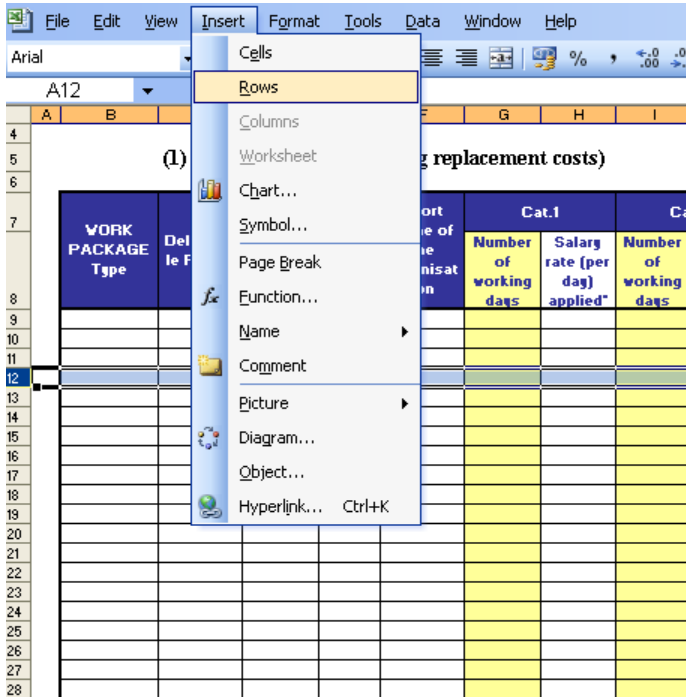 File Edit View Insert Format Tools Data Window Help
Arial % , .00 .0
A12
Cells
Rows
Columns
Worksheet
Chart...
Symbol...
Page Break
Function...
Name
Comment
Picture
Diagram...
Object...
Hyperlink... Ctrl+K
A B G H I
4
5 (1) replacement costs)
6
7 Cat.1
WORK
PACKAGE
Type
Number
of
working
days
Salary
rate (per
day)
applied*
Number
of
working
days
8
9
10
11
12
13
14
15
16
17
18
19
20
21
22
23
24
25
26
27
28